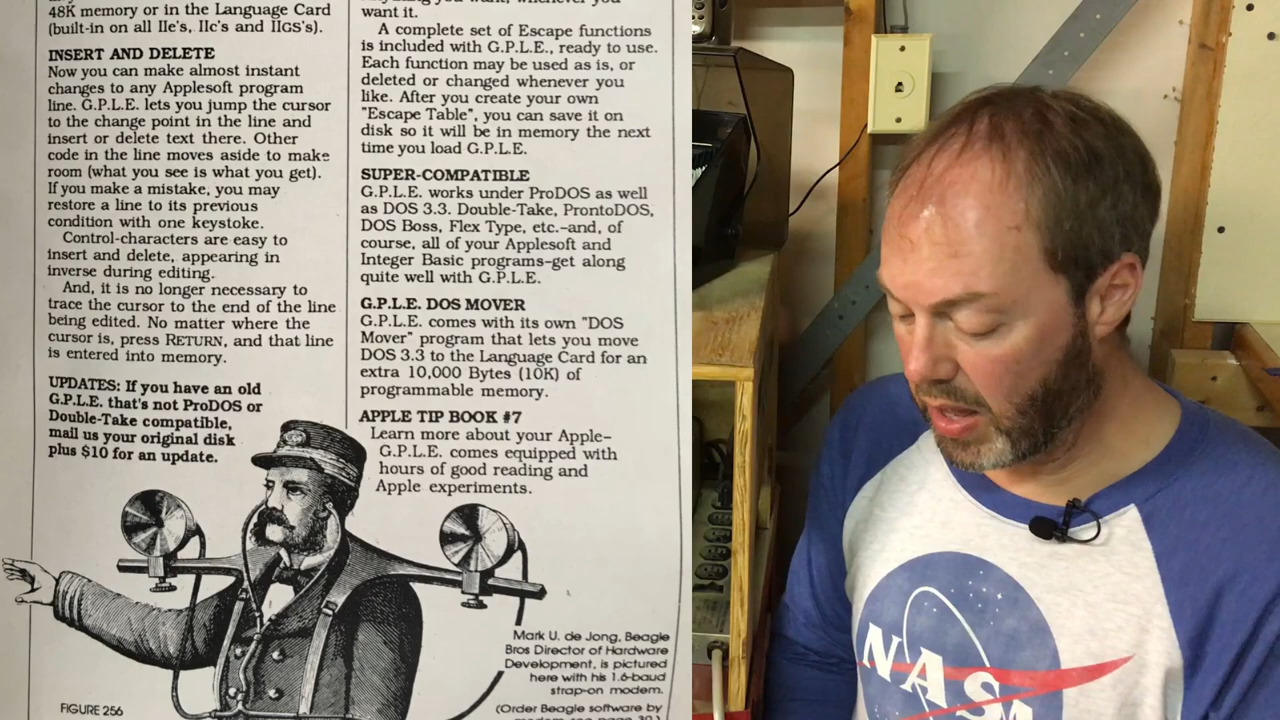 48K memory or in the Language Card
(built-in on all IIe's, IIc's and IIGS's).
INSERT AND DELETE
Now you can make almost instant
changes to any Applesoft program
line. G.P.L.E. lets you jump the cursor
to the change point in the line and
insert or delete text there. Other
code in the line moves aside to make
room (what you see is what you get).
If you make a mistake, you may
restore a line to its previous
condition with one keystoke.
Control-characters are easy to
insert and delete, appearing in
inverse during editing.
And, it is no longer necessary to
trace the cursor to the end of the line
being edited. No matter where the
cursor is, press RETURN, and that line
is entered into memory.
UPDATES: If you have an old
G.P.L.E. that's not ProDOS or
Double-Take compatible,
mail us your original disk
plus $10 for an update.
FIGURE 256
want it.
A complete set of Escape functions
is included with G.P.L.E., ready to use.
Each function may be used as is, or
deleted or changed whenever you
like. After you create your own
"Escape Table", you can save it on
disk so it will be in memory the next
time you load G.P.L.E.
SUPER-COMPATIBLE
G.P.L.E. works under ProDOS as well
as DOS 3.3. Double-Take, ProntoDOS,
DOS Boss, Flex Type, etc.-and, of
course, all of your Applesoft and
Integer Basic programs-get along
quite well with G.P.L.E.
G.P.L.E. DOS MOVER
G.P.L.E. comes with its own "DOS
Mover" program that lets you move
DOS 3.3 to the Language Card for an
extra 10,000 Bytes (10K) of
programmable memory.
APPLE TIP BOOK #7
Learn more about your Apple-
G.P.L.E. comes equipped with
hours of good reading and
Apple experiments.
Mark U. de Jong, Beagle
Bros Director of Hardware
Development, is pictured
here with his 1.6-baud
strap-on modem.
(Order Beagle software by
NASA